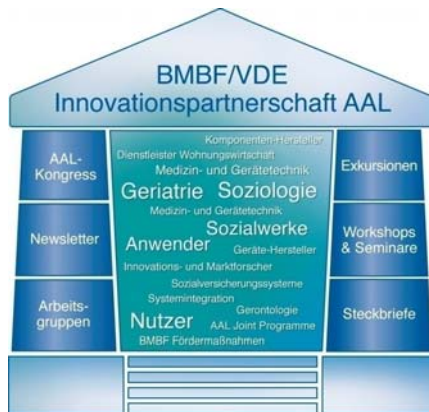 BMBF/VDE
Innovationspartnerschaft AAL
AAL-
Kongress
Newsletter
Arbeits-
gruppen
Komponenten-Hersteller
Dienstleister Wohnungswirtschaft
Medizin- und Gerätetechnik
Geriatrie Soziologie
Medizin- und Gerätetechnik
Sozialwerke
Anwender
Geräte-Hersteller
Innovations- und Marktforscher
Sozialversicherungssysteme
Systemintegration
Gerontologie
Nutzer
AAL Joint Programme
BMBF Fördermaßnahmen
Exkursionen
Workshops
& Seminare
Steckbriefe